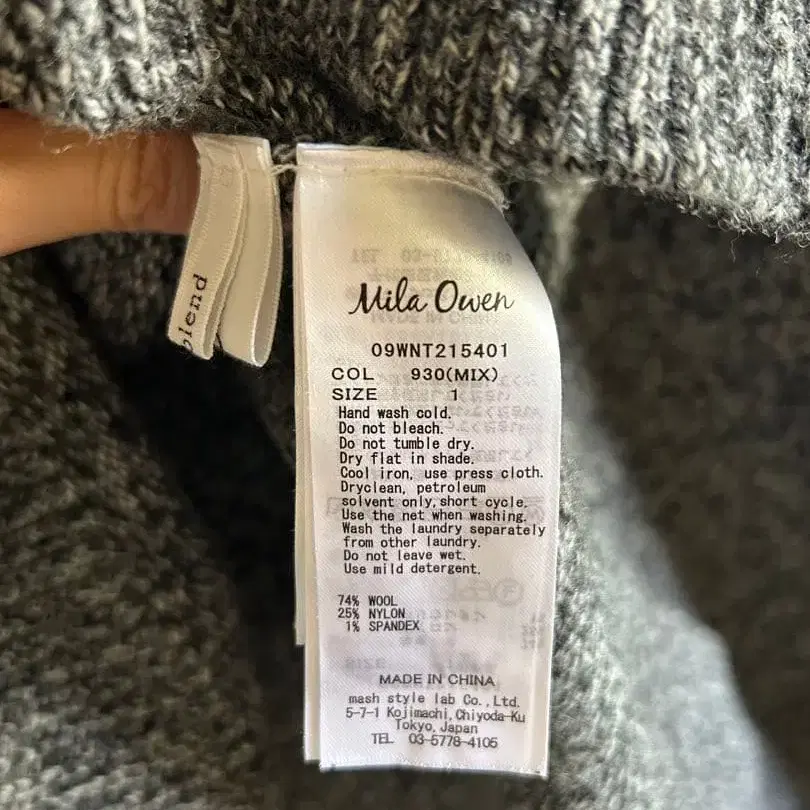 blend
Mila Owen
09WNT215401
COL 930(MIX)
SIZE 1
Hand wash cold.
Do not bleach.
Do not tumble dry.
Dry flat in shade.
Cool iron, use press cloth.
Dryclean, petroleum
solvent only,short cycle.
Use the net when washing.
Wash the laundry separately
from other laundry.
Do not leave wet.
Use mild detergent.
74% WOOL
25% NYLON
1% SPANDEX
MADE IN CHINA
mash style lab Co.,Ltd.
5-7-1 Kojimachi,Chiyoda-Ku
Tokyo,Japan
TEL 03-5778-4105